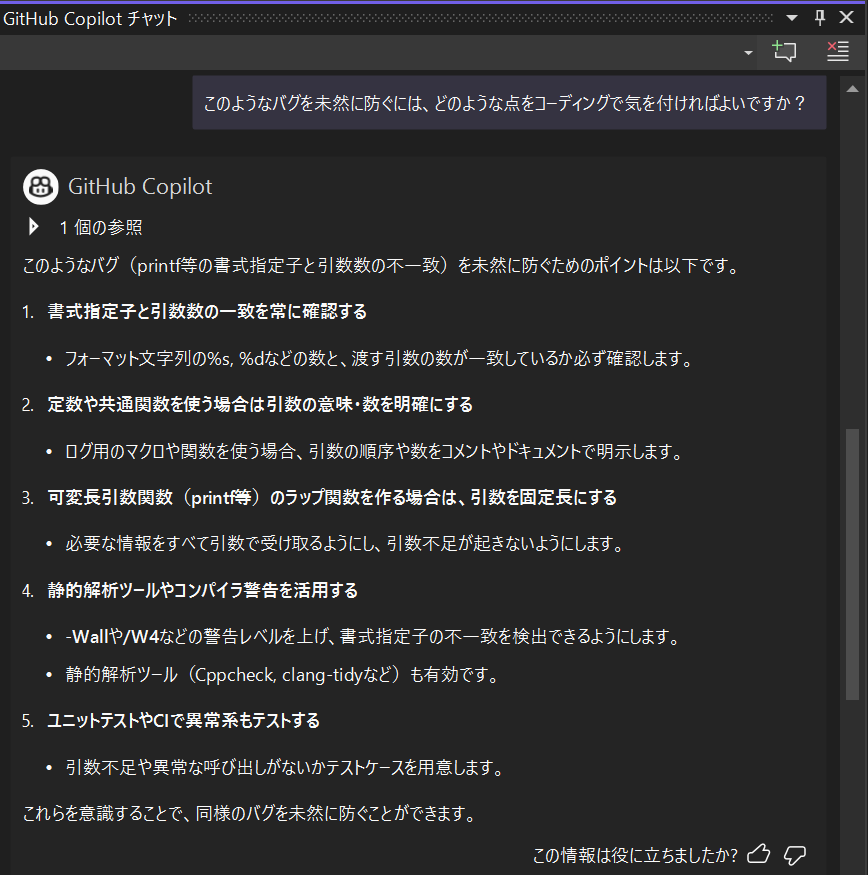 GitHub Copilot チャット
このようなバグを未然に防ぐには、どのような点をコーディングで気を付ければよいですか？
GitHub Copilot
1 個の参照
このようなバグ（printf等の書式指定子と引数数の不一致）を未然に防ぐためのポイントは以下です。
1. 書式指定子と引数数の一致を常に確認する
• フォーマット文字列の%s, %dなどの数と、渡す引数の数が一致しているか必ず確認します。
2. 定数や共通関数を使う場合は引数の意味・数を明確にする
• ログ用のマクロや関数を使う場合、引数の順序や数をコメントやドキュメントで明示します。
3. 可変長引数関数（printf等）のラップ関数を作る場合は、引数を固定長にする
• 必要な情報をすべて引数で受け取るようにし、引数不足が起きないようにします。
4. 静的解析ツールやコンパイラ警告を活用する
• -Wallや/W4などの警告レベルを上げ、書式指定子の不一致を検出できるようにします。
• 静的解析ツール（Cppcheck, clang-tidyなど）も有効です。
5. ユニットテストやCIで異常系もテストする
• 引数不足や異常な呼び出しがないかテストケースを用意します。
これらを意識することで、同様のバグを未然に防ぐことができます。
この情報は役に立ちましたか?